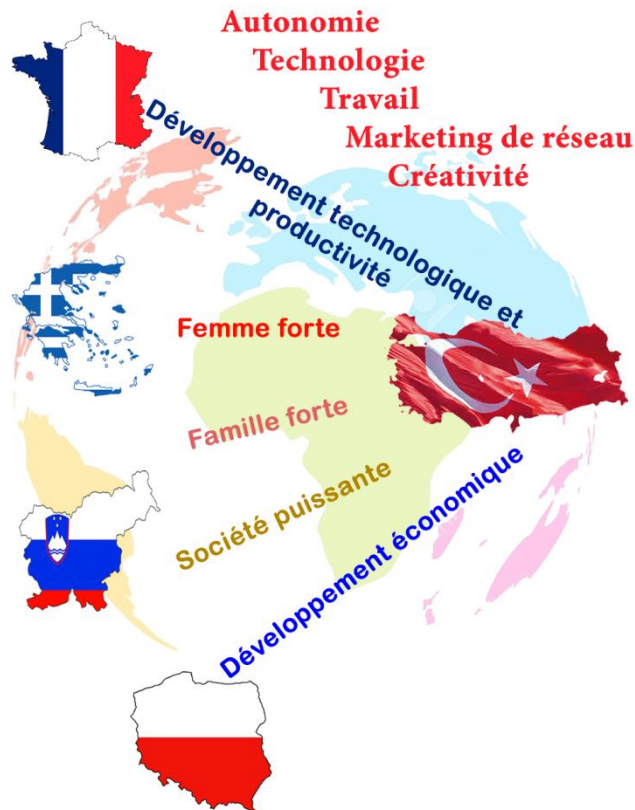 Autonomie
Technologie
Travail
Marketing de réseau
Créativité
Développement technologique et
productivité
Femme forte
Famille forte
Société puissante
Développement économique